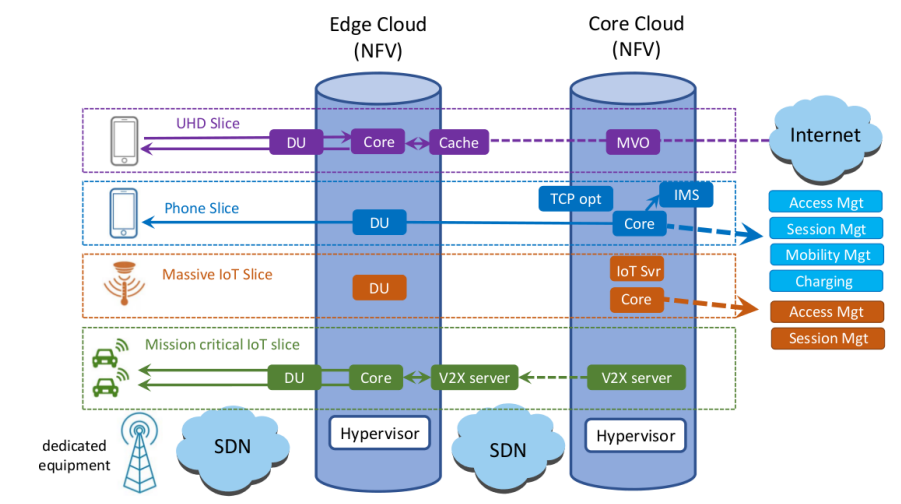 Edge Cloud
(NFV)
Core Cloud
(NFV)
UHD Slice
DU
Core
Cache
MVO
Internet
Phone Slice
DU
TCP opt
IMS
Core
Access Mgt
Session Mgt
Mobility Mgt
Charging
Massive IoT Slice
DU
IoT Svr
Core
Access Mgt
Session Mgt
Mission critical IoT slice
DU
Core
V2X server
V2X server
dedicated
equipment
SDN
Hypervisor
SDN
Hypervisor